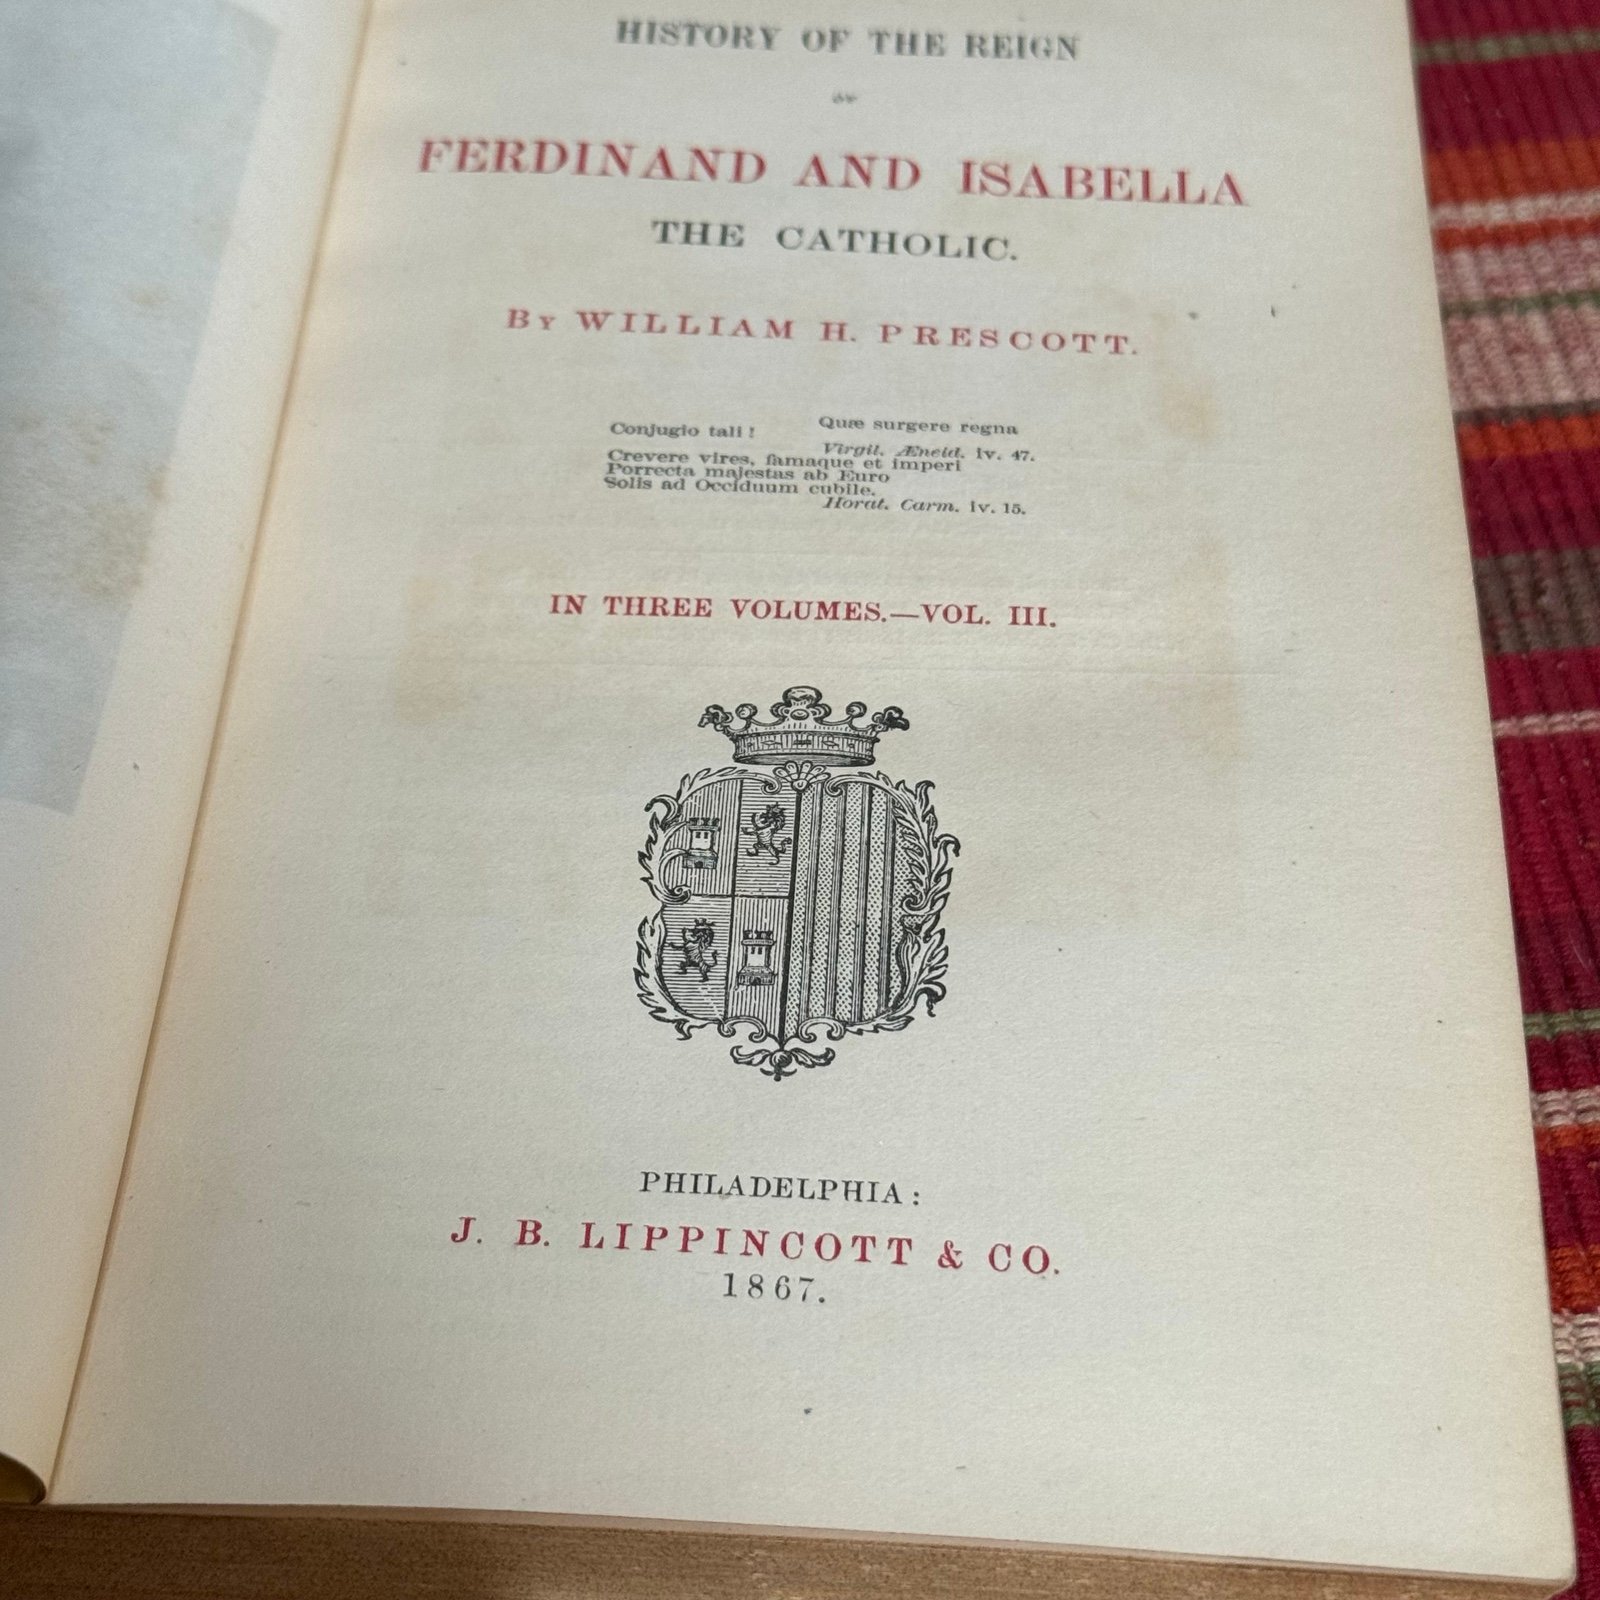 HISTORY OF THE REIGN
OF
FERDINAND AND ISABELLA
THE CATHOLIC.
BY WILLIAM H. PRESCOTT.
Quæ surgere regna
Conjugio tali!
Virgil. Æneid. iv. 47.
Crevere vires, famaque et imperi
Porrecta majestas ab Euro
Solis ad Occiduum cubile.
Horat. Carm. iv. 15.
IN THREE VOLUMES.—VOL. III.
PHILADELPHIA:
J. B. LIPPINCOTT & CO.
1867.